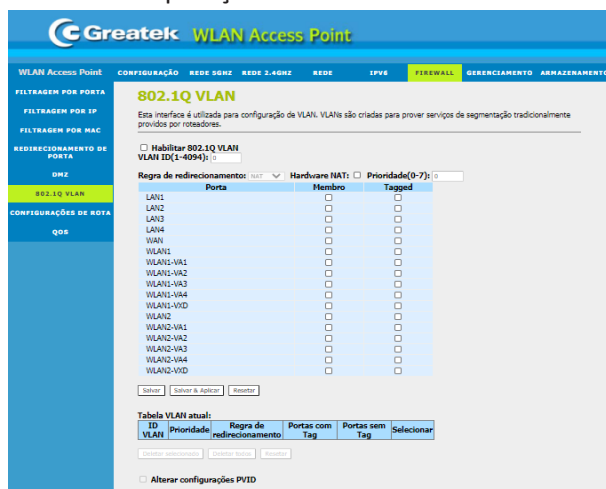 Greatek WLAN Access Point
WLAN Access Point
CONFIGURAÇÃO REDE 5GHZ REDE 2.4GHZ REDE IPV6 FIREWALL GERENCIAMENTO ARMAZENAMENTO
FILTRAGEM POR PORTA
FILTRAGEM POR IP
FILTRAGEM POR MAC
REDIRECIONAMENTO DE
PORTA
DMZ
802.1Q VLAN
CONFIGURAÇÕES DE ROTA
QOS
802.1Q VLAN
Esta interface é utilizada para configuração de VLAN. VLANs são criadas para prover serviços de segmentação tradicionalmente
providos por roteadores.
Habilitar 802.1Q VLAN
VLAN ID(1-4094): 0
Regra de redirecionamento: NAT Hardware NAT: Prioridade(0-7): 0
Porta Membro Tagged
LAN1
LAN2
LAN3
LAN4
WAN
WLAN1
WLAN1-VA1
WLAN1-VA2
WLAN1-VA3
WLAN1-VA4
WLAN1-VXD
WLAN2
WLAN2-VA1
WLAN2-VA2
WLAN2-VA3
WLAN2-VA4
WLAN2-VXD
Salvar Salvar & Aplicar Resetar
Tabela VLAN atual:
ID VLAN Prioridade Regra de redirecionamento Portas com Tag Portas sem Tag Selecionar
Deletar selecionado Deletar todos Resetar
Alterar configurações PVID